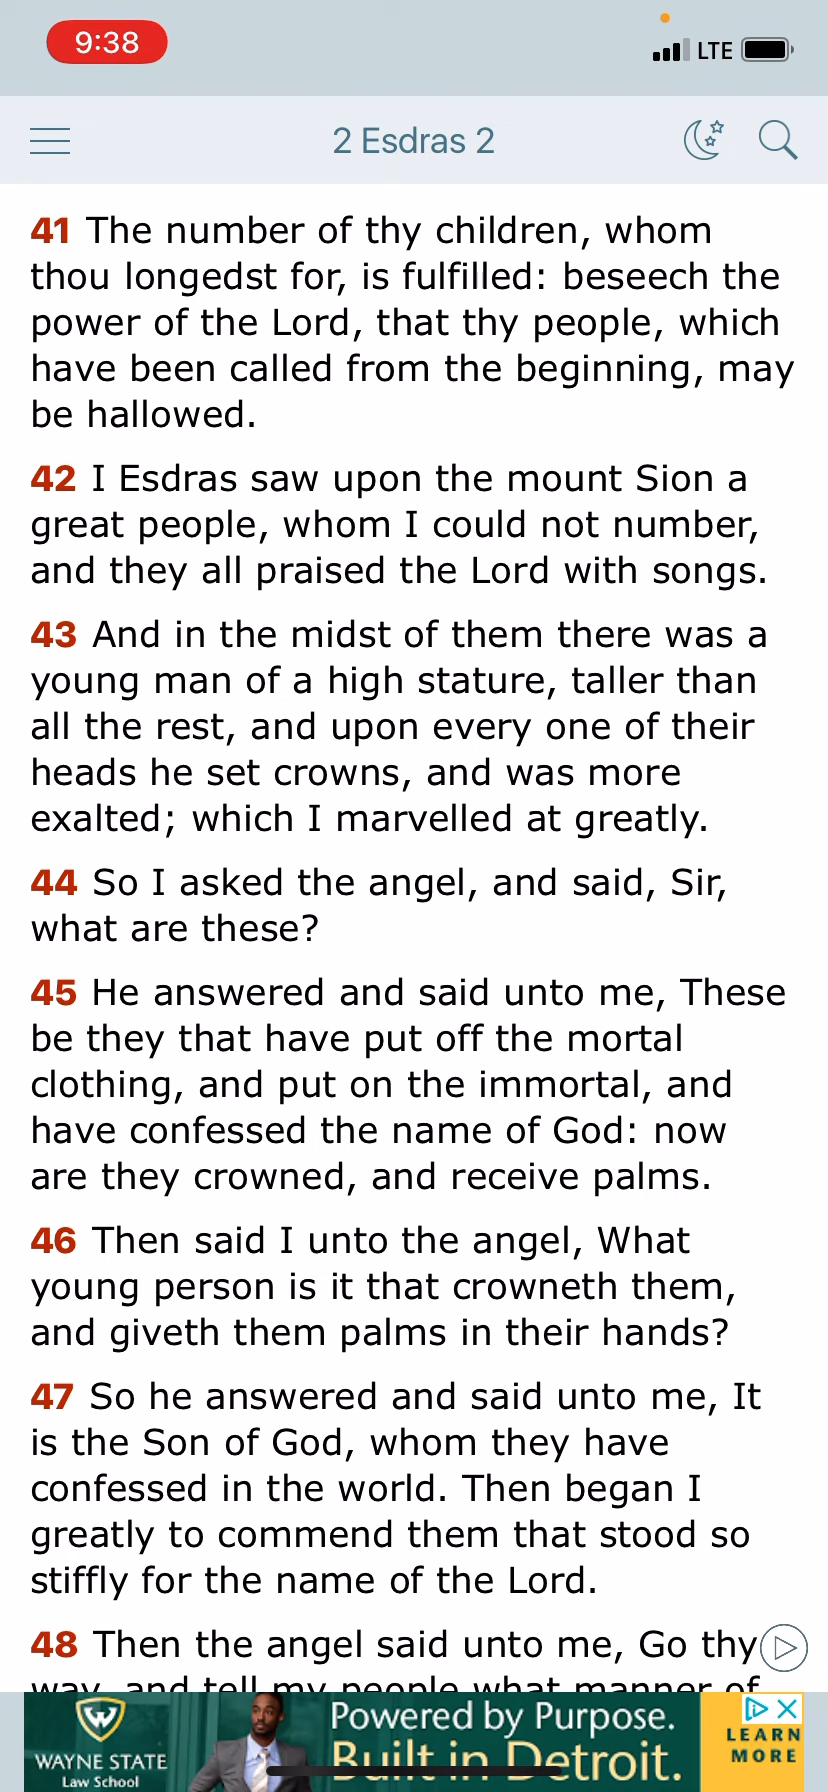 9:38
LTE
2 Esdras 2
41 The number of thy children, whom
thou longedst for, is fulfilled: beseech the
power of the Lord, that thy people, which
have been called from the beginning, may
be hallowed.
42 I Esdras saw upon the mount Sion a
great people, whom I could not number,
and they all praised the Lord with songs.
43 And in the midst of them there was a
young man of a high stature, taller than
all the rest, and upon every one of their
heads he set crowns, and was more
exalted; which I marvelled at greatly.
44 So I asked the angel, and said, Sir,
what are these?
45 He answered and said unto me, These
be they that have put off the mortal
clothing, and put on the immortal, and
have confessed the name of God: now
are they crowned, and receive palms.
46 Then said I unto the angel, What
young person is it that crowneth them,
and giveth them palms in their hands?
47 So he answered and said unto me, It
is the Son of God, whom they have
confessed in the world. Then began I
greatly to commend them that stood so
stiffly for the name of the Lord.
48 Then the angel said unto me, Go thy
way, and tell my people what manner of
W
WAYNE STATE
Law School
Powered by Purpose.
Built in Detroit.
LEARN
MORE